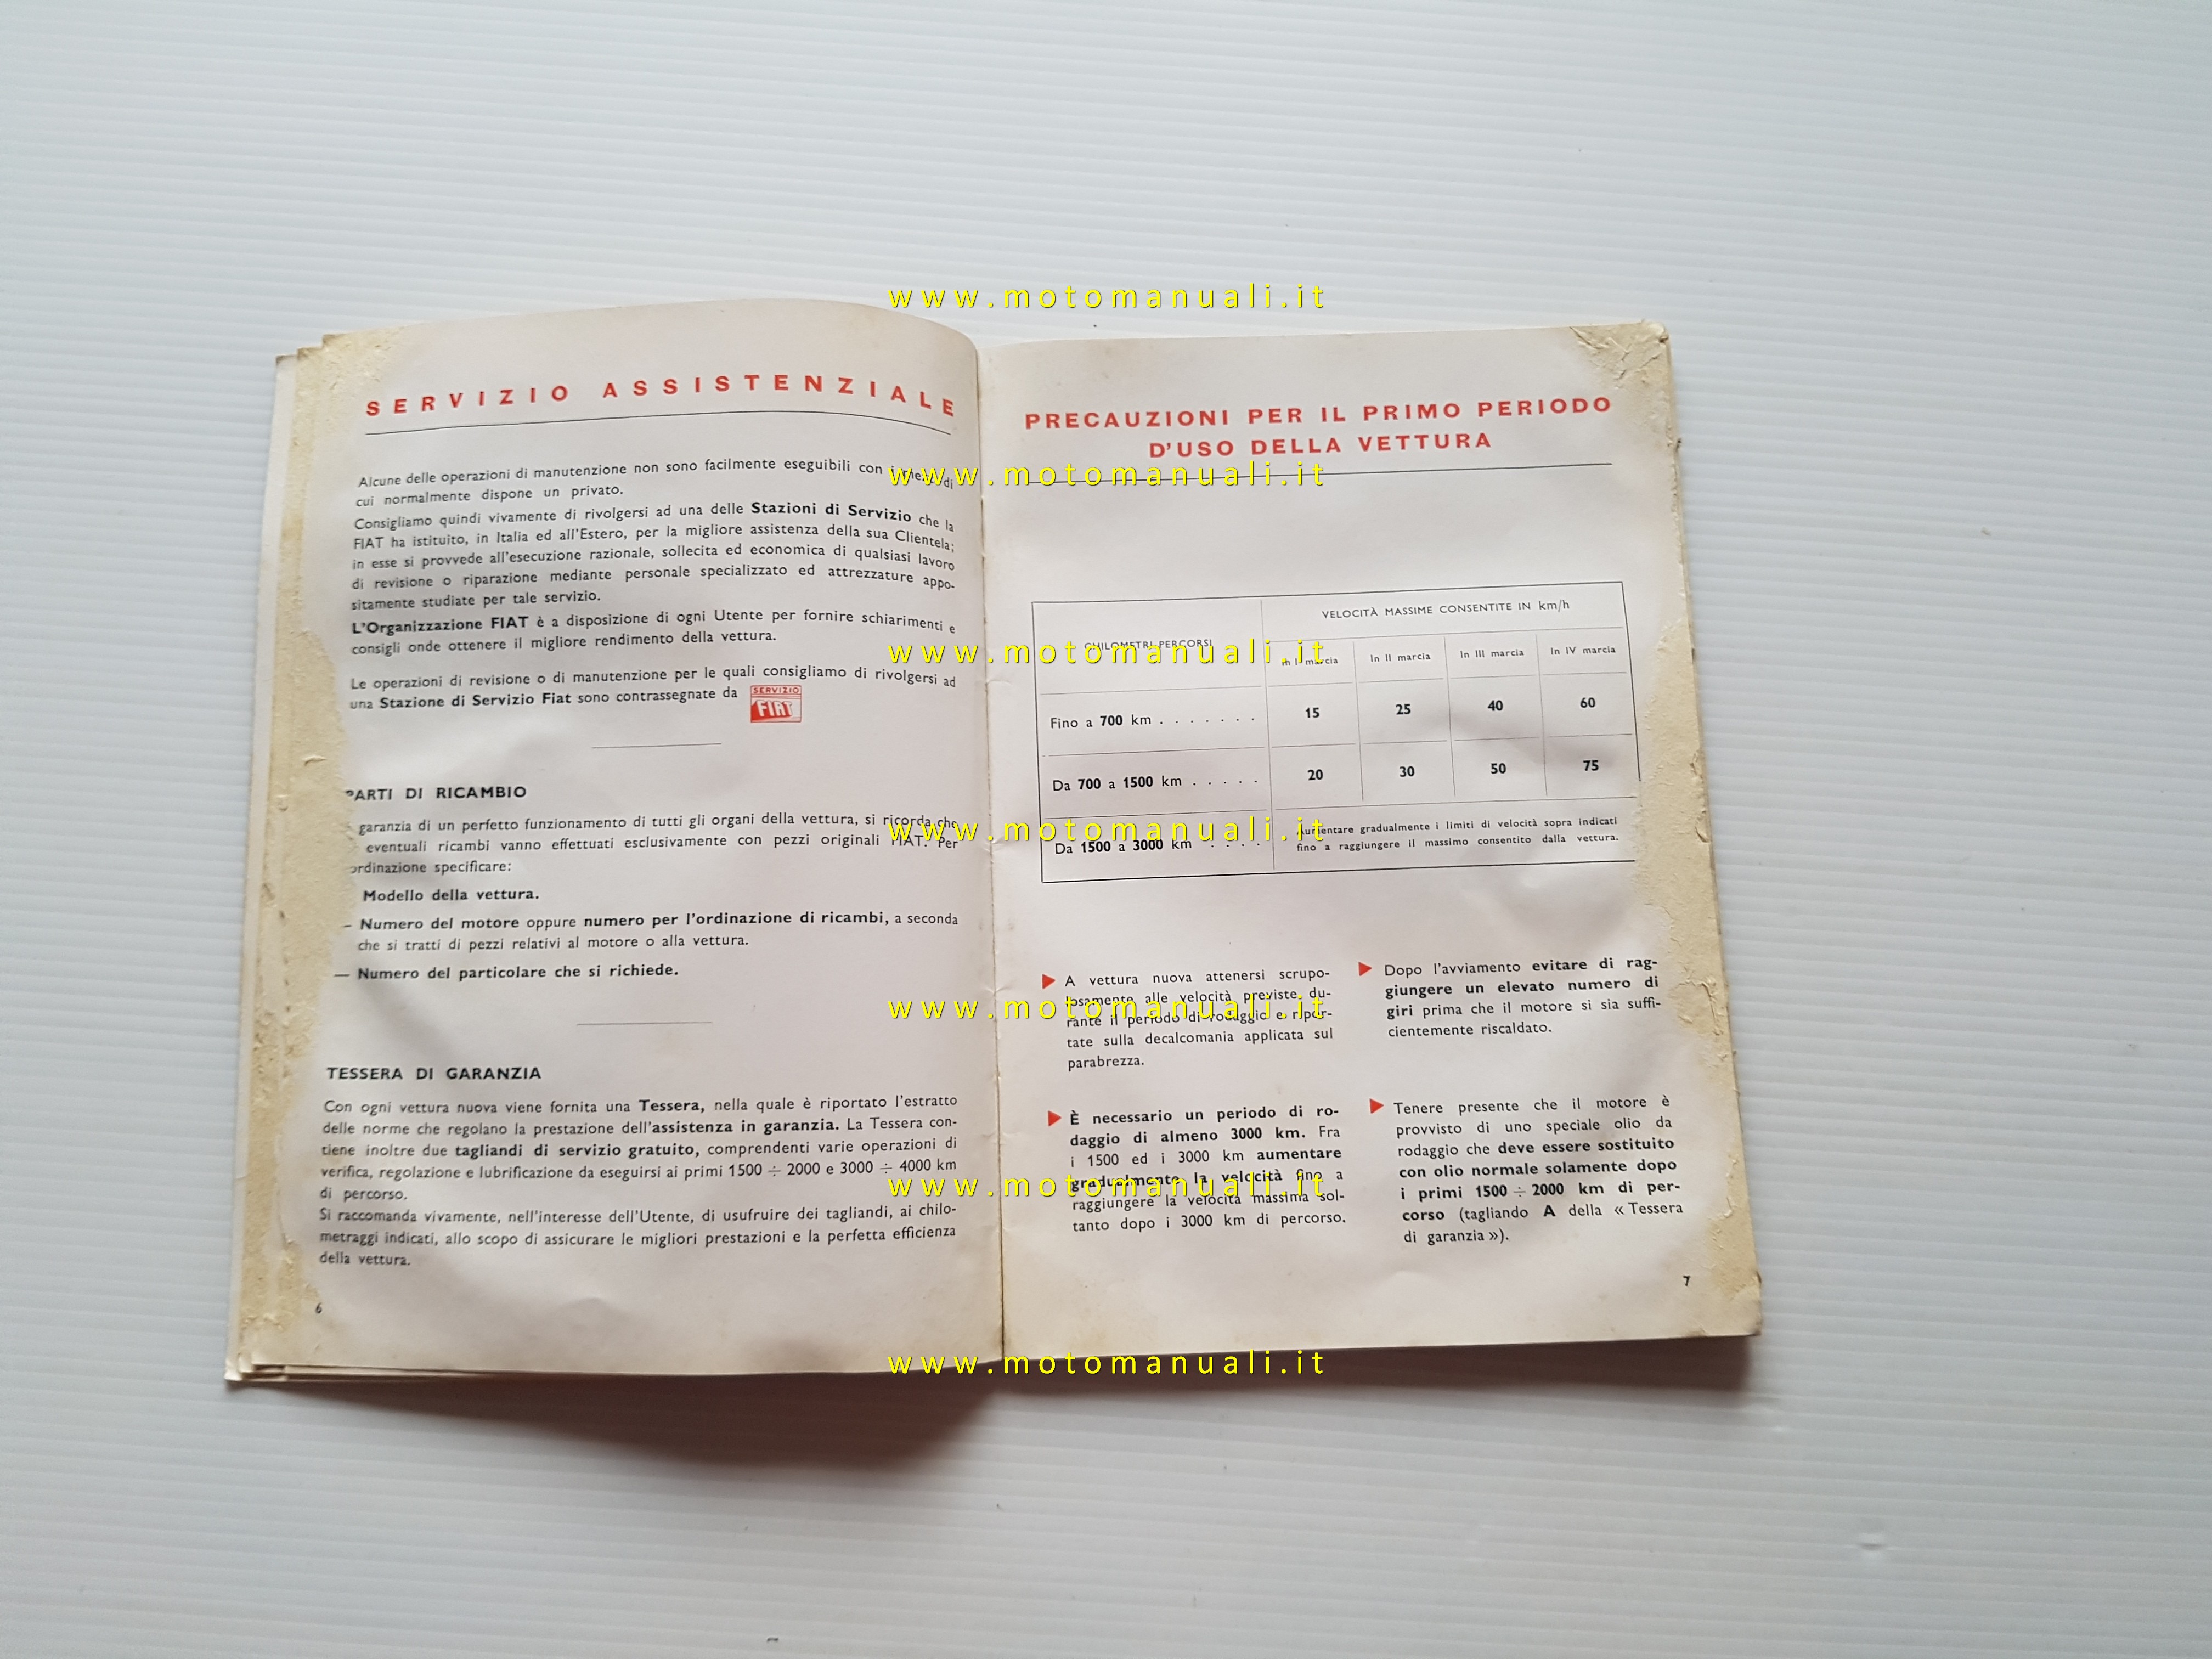 www.motomanuali.it
SERVIZIO ASSISTENZIALE
Alcune delle operazioni di manutenzione non sono facilmente eseguibili con i di
cui normalmente dispone un privato.
Consigliamo quindi vivamente di rivolgersi ad una delle Stazioni di Servizio che la
FIAT ha istituito, in Italia ed all'Estero, per la migliore assistenza della sua Clientela;
in esse si provvede all'esecuzione razionale, sollecita ed economica di qualsiasi lavoro
di revisione o riparazione mediante personale specializzato ed attrezzature appo-
sitamente studiate per tale servizio.
L'Organizzazione FIAT è a disposizione di ogni Utente per fornire schiarimenti e
consigli onde ottenere il migliore rendimento della vettura.
Le operazioni di revisione o di manutenzione per le quali consigliamo di rivolgersi ad
una Stazione di Servizio Fiat sono contrassegnate da
SERVIZIO
FIAT
PARTI DI RICAMBIO
garanzia di un perfetto funzionamento di tutti gli organi della vettura, si ricorda che
eventuali ricambi vanno effettuati esclusivamente con pezzi originali FIAT. Per
ordinazione specificare:
Modello della vettura.
— Numero del motore oppure numero per l'ordinazione di ricambi, a seconda
che si tratti di pezzi relativi al motore o alla vettura.
— Numero del particolare che si richiede.
TESSERA DI GARANZIA
Con ogni vettura nuova viene fornita una Tessera, nella quale è riportato l'estratto
delle norme che regolano la prestazione dell'assistenza in garanzia. La Tessera con-
tiene inoltre due tagliandi di servizio gratuito, comprendenti varie operazioni di
verifica, regolazione e lubrificazione da eseguirsi ai primi 1500 ÷ 2000 e 3000 ÷ 4000 km
di percorso.
Si raccomanda vivamente, nell'interesse dell'Utente, di usufruire dei tagliandi, ai chilo-
metraggi indicati, allo scopo di assicurare le migliori prestazioni e la perfetta efficienza
della vettura.
6
PRECAUZIONI PER IL PRIMO PERIODO
D'USO DELLA VETTURA
www.motomanuali.it
VELOCITÀ MASSIME CONSENTITE IN km/h
CHILOMETRI PERCORSI
In I marcia In II marcia In III marcia In IV marcia
www.motomanuali.it
Fino a 700 km . . . . . . . 15 25 40 60
Da 700 a 1500 km . . . . . 20 30 50 75
www.motomanuali.it
Da 1500 a 3000 km . . . . Aumentare gradualmente i limiti di velocità sopra indicati
fino a raggiungere il massimo consentito dalla vettura.
A vettura nuova attenersi scrupo-
losamente alle velocità previste du-
rante il periodo di rodaggio e ripor-
tate sulla decalcomania applicata sul
parabrezza.
www.motomanuali.it
È necessario un periodo di ro-
daggio di almeno 3000 km. Fra
i 1500 ed i 3000 km aumentare
gradualmente la velocità fino a
raggiungere la velocità massima sol-
tanto dopo i 3000 km di percorso.
www.motomanuali.it
Dopo l'avviamento evitare di rag-
giungere un elevato numero di
giri prima che il motore si sia suffi-
cientemente riscaldato.
Tenere presente che il motore è
provvisto di uno speciale olio da
rodaggio che deve essere sostituito
con olio normale solamente dopo
i primi 1500 ÷ 2000 km di per-
corso (tagliando A della « Tessera
di garanzia »).
7
www.motomanuali.it